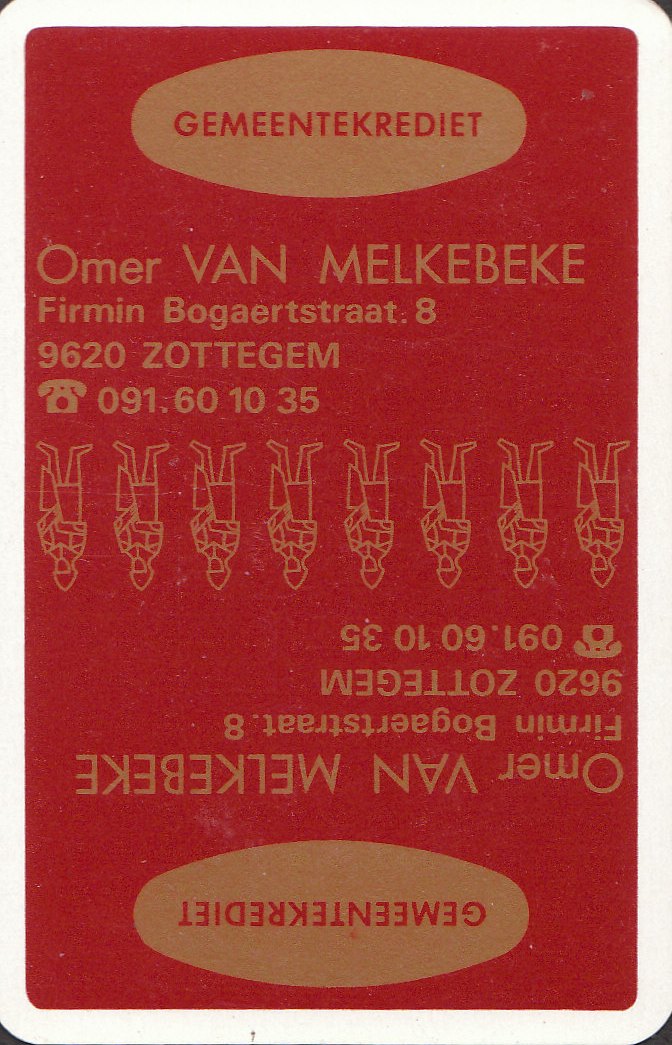 GEMEENTEKREDIET
Omer VAN MELKEBEKE
Firmin Bogaertstraat.8
9620 ZOTTEGEM
☎ 091.60 10 35
☎ 091.60 10 35
9620 ZOTTEGEM
Firmin Bogaertstraat.8
Omer VAN MELKEBEKE
GEMEENTEKREDIET